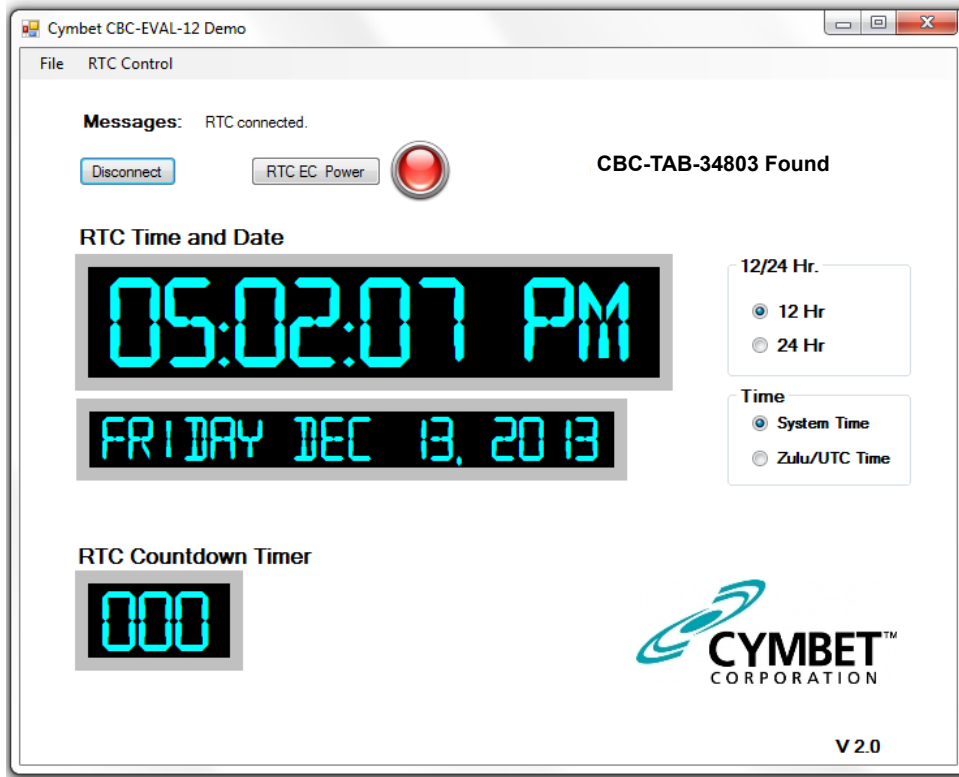 Cymbet CBC-EVAL-12 Demo
File RTC Control
Messages: RTC connected.
Disconnect RTC EC Power CBC-TAB-34803 Found
RTC Time and Date
12/24 Hr.
05:02:07 PM
12 Hr
24 Hr
Time
FRIDAY DEC 13, 2013
System Time
Zulu/UTC Time
RTC Countdown Timer
000
CYMBET™
CORPORATION
V 2.0